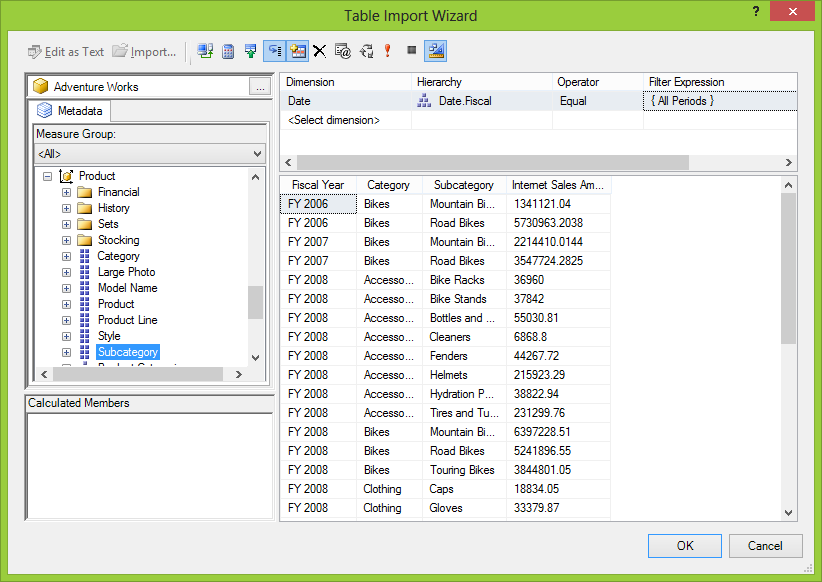 Table Import Wizard
?
Edit as Text Import...
Adventure Works
...
Metadata
Measure Group:
<All>
Product
Financial
History
Sets
Stocking
Category
Large Photo
Model Name
Product
Product Line
Style
Subcategory
Calculated Members
Dimension Hierarchy Operator Filter Expression
Date Date.Fiscal Equal { All Periods }
<Select dimension>
Fiscal Year Category Subcategory Internet Sales Am...
FY 2006 Bikes Mountain Bi... 1341121.04
FY 2006 Bikes Road Bikes 5730963.2038
FY 2007 Bikes Mountain Bi... 2214410.0144
FY 2007 Bikes Road Bikes 3547724.2825
FY 2008 Accesso... Bike Racks 36960
FY 2008 Accesso... Bike Stands 37842
FY 2008 Accesso... Bottles and ... 55030.81
FY 2008 Accesso... Cleaners 6868.8
FY 2008 Accesso... Fenders 44267.72
FY 2008 Accesso... Helmets 215923.29
FY 2008 Accesso... Hydration P... 38822.94
FY 2008 Accesso... Tires and Tu... 231299.76
FY 2008 Bikes Mountain Bi... 6397228.51
FY 2008 Bikes Road Bikes 5241896.55
FY 2008 Bikes Touring Bikes 3844801.05
FY 2008 Clothing Caps 18834.05
FY 2008 Clothing Gloves 33379.87
OK Cancel